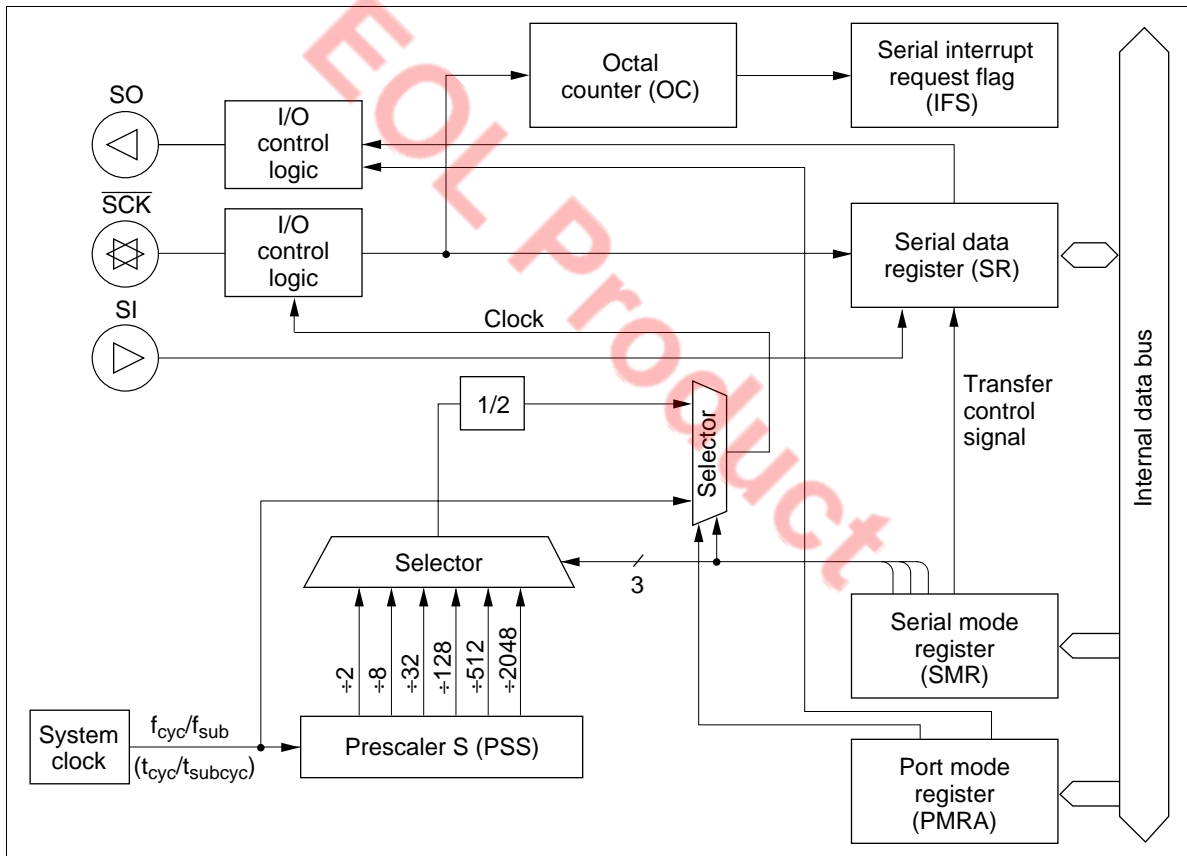 Octal
counter (OC)
Serial interrupt
request flag
(IFS)
SO
I/O
control
logic
SCK
I/O
control
logic
Serial data
register (SR)
SI
Clock
Transfer
control
signal
Internal data bus
1/2
Selector
Selector
3
÷2
÷8
÷32
÷128
÷512
÷2048
Serial mode
register
(SMR)
System
clock
fcyc/fsub
(tcyc/tsubcyc)
Prescaler S (PSS)
Port mode
register
(PMRA)
EOL Product